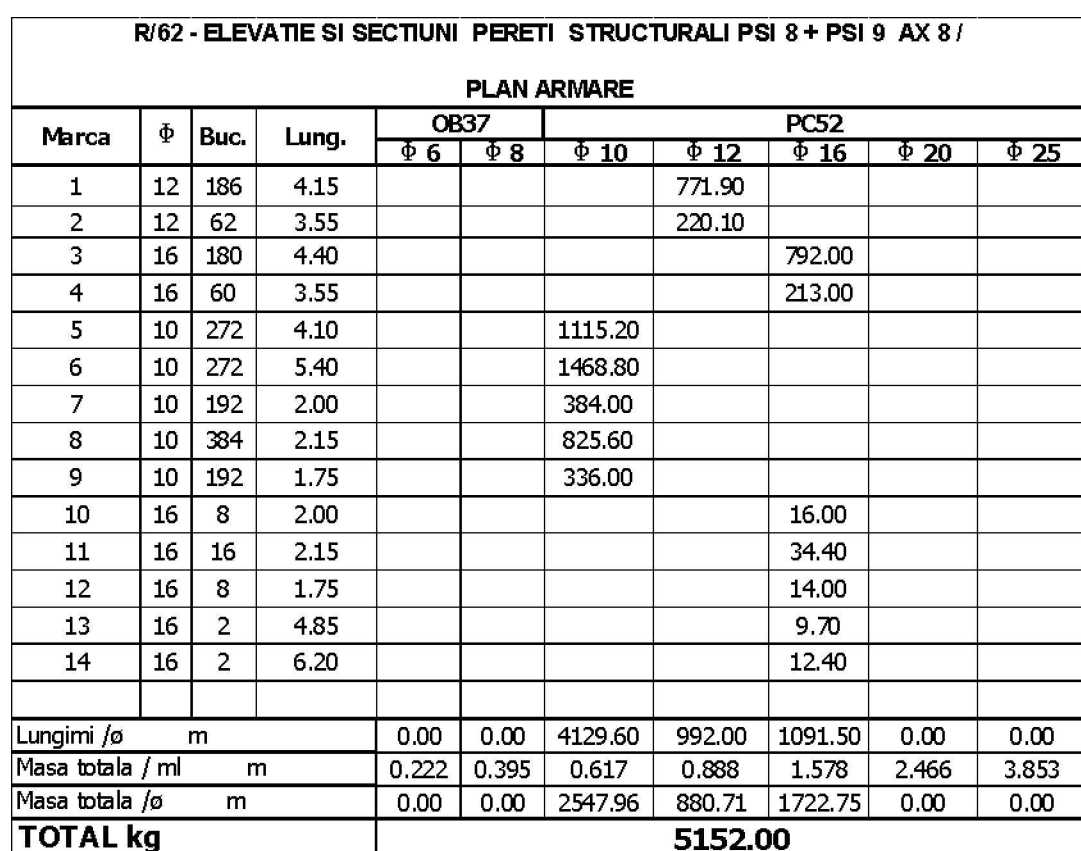 R/62 - ELEVATIE SI SECTIUNI PERETI STRUCTURALI PSI 8 + PSI 9 AX 8 /
PLAN ARMARE
Marca Φ Buc. Lung. OB37 PC52
Φ 6 Φ 8 Φ 10 Φ 12 Φ 16 Φ 20 Φ 25
1 12 186 4.15 771.90
2 12 62 3.55 220.10
3 16 180 4.40 792.00
4 16 60 3.55 213.00
5 10 272 4.10 1115.20
6 10 272 5.40 1468.80
7 10 192 2.00 384.00
8 10 384 2.15 825.60
9 10 192 1.75 336.00
10 16 8 2.00 16.00
11 16 16 2.15 34.40
12 16 8 1.75 14.00
13 16 2 4.85 9.70
14 16 2 6.20 12.40
Lungimi /ø m 0.00 0.00 4129.60 992.00 1091.50 0.00 0.00
Masa totala / ml m 0.222 0.395 0.617 0.888 1.578 2.466 3.853
Masa totala /ø m 0.00 0.00 2547.96 880.71 1722.75 0.00 0.00
TOTAL kg 5152.00